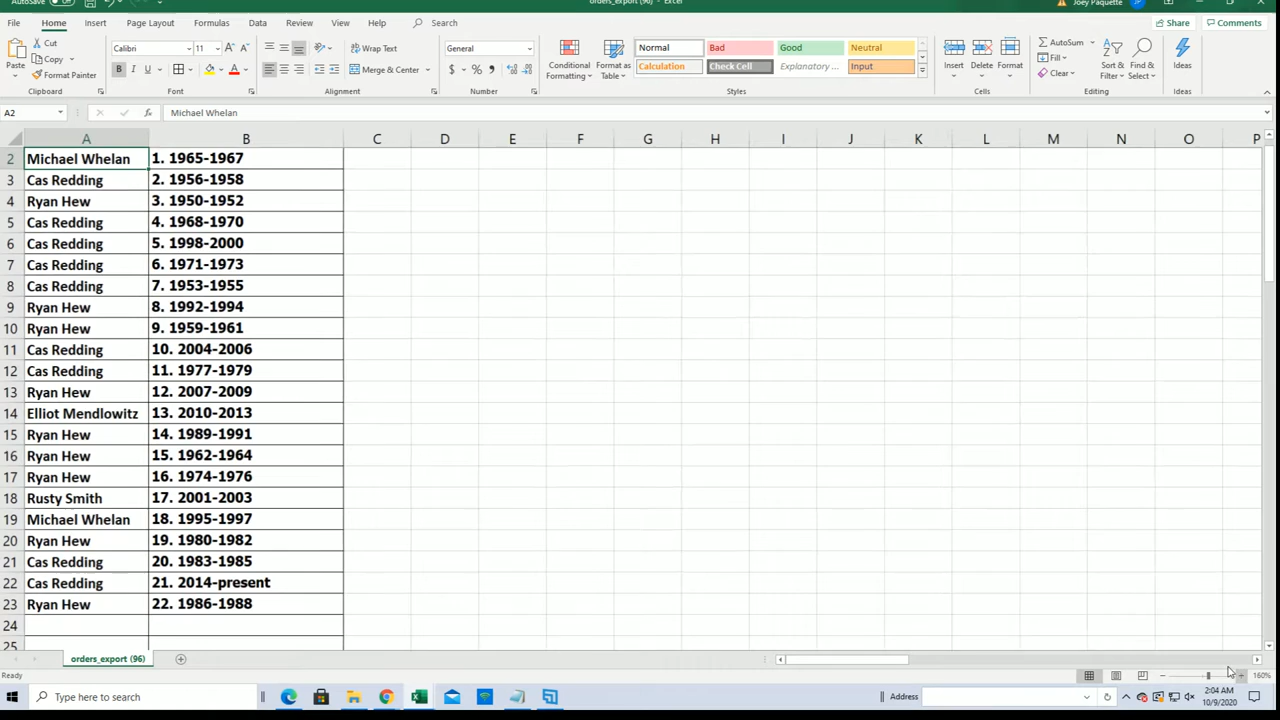 AutoSave Off orders_export (96) - Excel Joey Paquette
File Home Insert Page Layout Formulas Data Review View Help Search Share Comments
Cut Calibri 11 Wrap Text General Normal Bad Good Neutral AutoSum
Copy Fill
Paste Format Painter Merge & Center Conditional Formatting Format as Table Calculation Check Cell Explanatory ... Input Insert Delete Format Clear Sort & Filter Find & Select Ideas
Clipboard Font Alignment Number Styles Cells Editing Ideas
A2 fx Michael Whelan
A B C D E F G H I J K L M N O P
2 Michael Whelan 1. 1965-1967
3 Cas Redding 2. 1956-1958
4 Ryan Hew 3. 1950-1952
5 Cas Redding 4. 1968-1970
6 Cas Redding 5. 1998-2000
7 Cas Redding 6. 1971-1973
8 Cas Redding 7. 1953-1955
9 Ryan Hew 8. 1992-1994
10 Ryan Hew 9. 1959-1961
11 Cas Redding 10. 2004-2006
12 Cas Redding 11. 1977-1979
13 Ryan Hew 12. 2007-2009
14 Elliot Mendlowitz 13. 2010-2013
15 Ryan Hew 14. 1989-1991
16 Ryan Hew 15. 1962-1964
17 Ryan Hew 16. 1974-1976
18 Rusty Smith 17. 2001-2003
19 Michael Whelan 18. 1995-1997
20 Ryan Hew 19. 1980-1982
21 Cas Redding 20. 1983-1985
22 Cas Redding 21. 2014-present
23 Ryan Hew 22. 1986-1988
24
25
orders_export (96)
Ready 160%
Type here to search Address 2:04 AM
10/9/2020